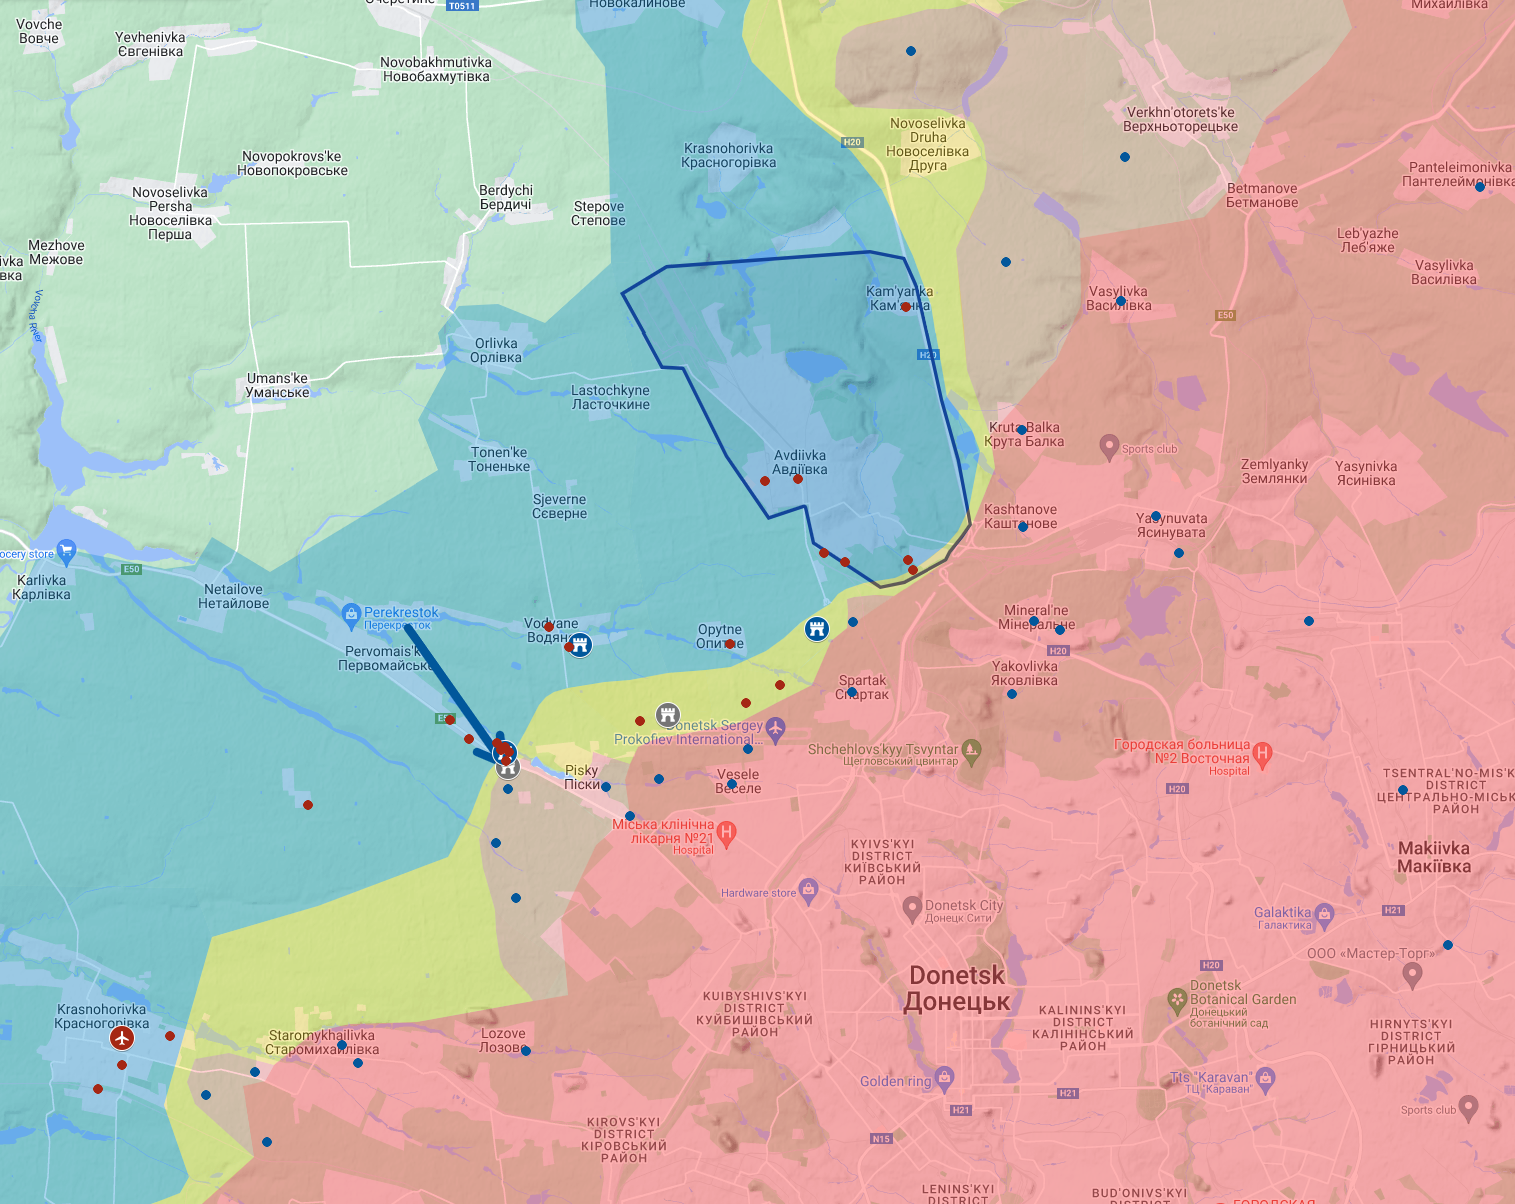 Очеретине
T0511
Новокалинове
Михайлівка
Vovche
Вовче
Yevhenivka
Євгенівка
Novobakhmutivka
Новобахмутівка
Verkhn'otorets'ke
Верхньоторецьке
Novoselivka
Druha
Новоселівка
Друга
H20
Krasnohorivka
Красногорівка
Novopokrovs'ke
Новопокровське
Panteleimonivka
Пантелеймонівка
Berdychi
Бердичі
Novoselivka
Persha
Новоселівка
Перша
Betmanove
Бетманове
Stepove
Степове
Mezhove
Межове
Leb'yazhe
Леб'яже
ivka
вка
Vasylivka
Василівка
Vovcha River
Kam'yanka
Кам'янка
Vasylivka
Василівка
E50
Orlivka
Орлівка
H20
Umans'ke
Уманське
Lastochkyne
Ласточкине
Kruta Balka
Крута Балка
Sports club
Tonen'ke
Тоненьке
Avdiivka
Авдіївка
Zemlyanky
Землянки
Yasynivka
Ясинівка
Sjeverne
Сєверне
Kashtanove
Каштанове
Yasynuvata
Ясинувата
ocery store
E50
Karlivka
Карлівка
Netailove
Нетайлове
Perekrestok
Перекресток
Vodyane
Водяне
Opytne
Опитне
Mineral'ne
Мінеральне
H20
Pervomais'k
Первомайське
Yakovlivka
Яковлівка
Spartak
Спартак
E5
Donetsk Sergey
Prokofiev International...
Shchehlovs'kyy Tsvyntar
Щегловський цвинтар
Городская больница
№2 Восточная
Hospital
Pisky
Піски
Vesele
Веселе
H20
TSENTRAL'NO-MIS'K
DISTRICT
ЦЕНТРАЛЬНО-МІСЬК
РАЙОН
Міська клінічна
лікарня №21
Hospital
KYIVS'KYI
DISTRICT
КИЇВСЬКИЙ
РАЙОН
Makiivka
Макіївка
Hardware store
Donetsk City
Донецк Сити
Galaktika
Галактика
H21
ООО «Мастер-Торг»
H20
Donetsk
Донецьк
Donetsk
Botanical Garden
Донецький
ботанічний сад
Krasnohorivka
Красногорівка
KUIBYSHIVS'KYI
DISTRICT
КУЙБИШІВСЬКИЙ
РАЙОН
KALININS'KYI
DISTRICT
КАЛІНІНСЬКИЙ
РАЙОН
HIRNYTS'KYI
DISTRICT
ГІРНИЦЬКИЙ
РАЙОН
Staromykhailivka
Старомихайлівка
Lozove
Лозове
Golden ring
Tts "Karavan"
ТЦ "Караван"
H21
H21
Sports club
KIROVS'KYI
DISTRICT
КІРОВСЬКИЙ
РАЙОН
N15
LENINS'KYI
DISTRICT
BUD'ONIVS'KYI
DISTRICT
ГОРОДСКАЯ